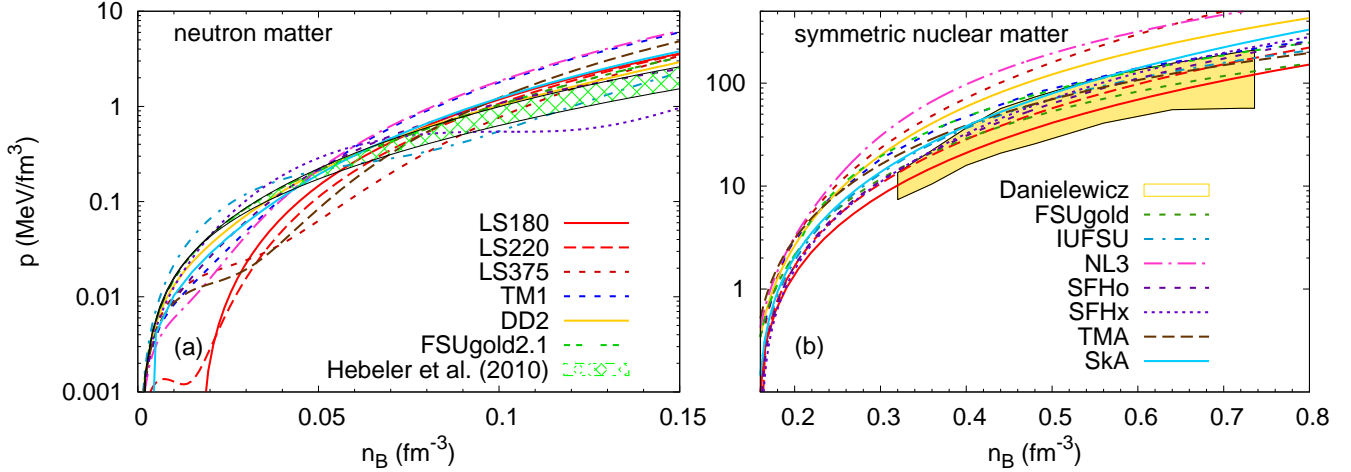 neutron matter
10
1
0.1
0.01
0.001
p (MeV/fm³)
(a)
LS180
LS220
LS375
TM1
DD2
FSUgold2.1
Hebeler et al. (2010)
0
0.05
0.1
0.15
n_B (fm⁻³)
symmetric nuclear matter
100
10
1
(b)
Danielewicz
FSUgold
IUFSU
NL3
SFHo
SFHx
TMA
SkA
0.2
0.3
0.4
0.5
0.6
0.7
0.8
n_B (fm⁻³)